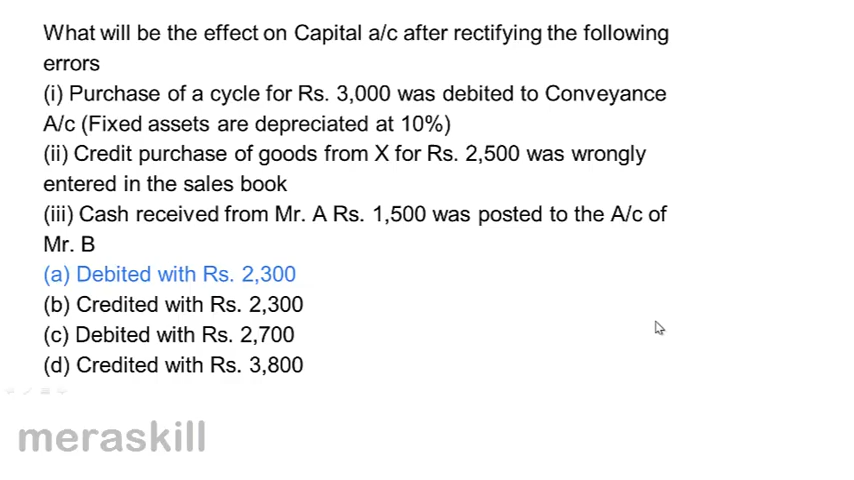 What will be the effect on Capital a/c after rectifying the following
errors
(i) Purchase of a cycle for Rs. 3,000 was debited to Conveyance
A/c (Fixed assets are depreciated at 10%)
(ii) Credit purchase of goods from X for Rs. 2,500 was wrongly
entered in the sales book
(iii) Cash received from Mr. A Rs. 1,500 was posted to the A/c of
Mr. B
(a) Debited with Rs. 2,300
(b) Credited with Rs. 2,300
(c) Debited with Rs. 2,700
(d) Credited with Rs. 3,800
meraskill